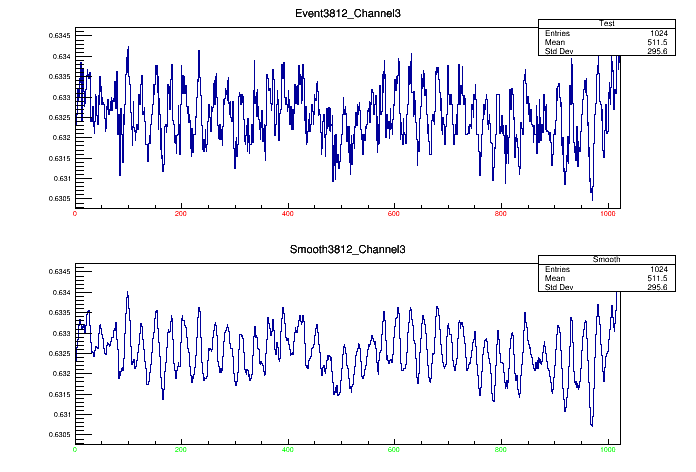 Event3812_Channel3
Test
Entries 1024
Mean 511.5
Std Dev 295.6
0.6345
0.634
0.6335
0.633
0.6325
0.632
0.6315
0.631
0.6305
0 200 400 600 800 1000
Smooth3812_Channel3
Smooth
Entries 1024
Mean 511.5
Std Dev 295.6
0.6345
0.634
0.6335
0.633
0.6325
0.632
0.6315
0.631
0.6305
0 200 400 600 800 1000